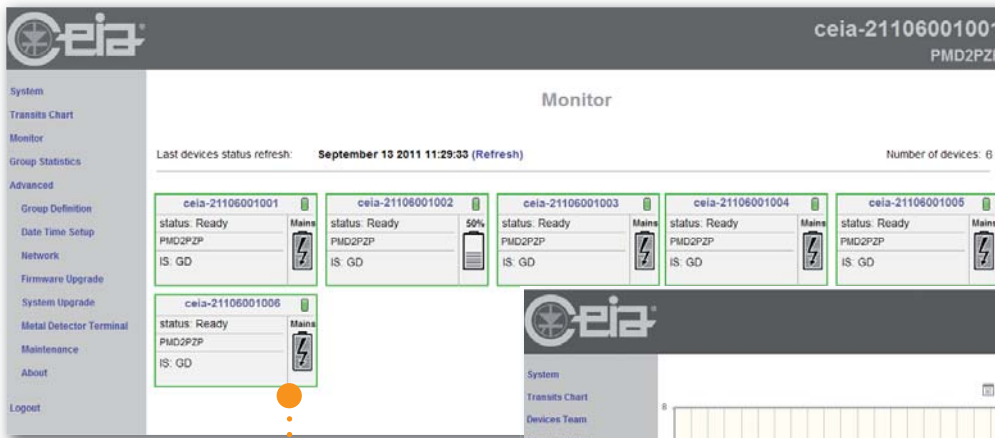 Ceia
ceia-21106001001
PMD2PZP
System
Transits Chart
Monitor
Group Statistics
Advanced
Group Definition
Date Time Setup
Network
Firmware Upgrade
System Upgrade
Metal Detector Terminal
Maintenance
About
Logout
Monitor
Last devices status refresh: September 13 2011 11:29:33 (Refresh) Number of devices: 6
ceia-21106001001
status: Ready Mains
PMD2PZP
IS: GD
ceia-21106001002
status: Ready 50%
PMD2PZP
IS: GD
ceia-21106001003
status: Ready Mains
PMD2PZP
IS: GD
ceia-21106001004
status: Ready Mains
PMD2PZP
IS: GD
ceia-21106001005
status: Ready Mains
PMD2PZP
IS: GD
ceia-21106001006
status: Ready Mains
PMD2PZP
IS: GD
Ceia
System
Transits Chart
Devices Team
8